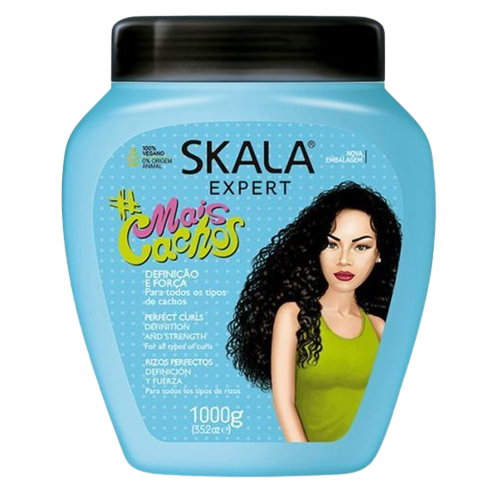 100%
VEGANO
0% ORIGEM
ANIMAL
NOVA
EMBALAGEM
SKALA®
EXPERT
#Mais
Cachos
DEFINIÇÃO
E FORÇA
Para todos os tipos
de cachos
PERFECT CURLS
DEFINITION
AND STRENGTH
For all types of curls
RIZOS PERFECTOS
DEFINICIÓN
Y FUERZA
Para todos los tipos de rizos
1000g
(35.2oz℮)